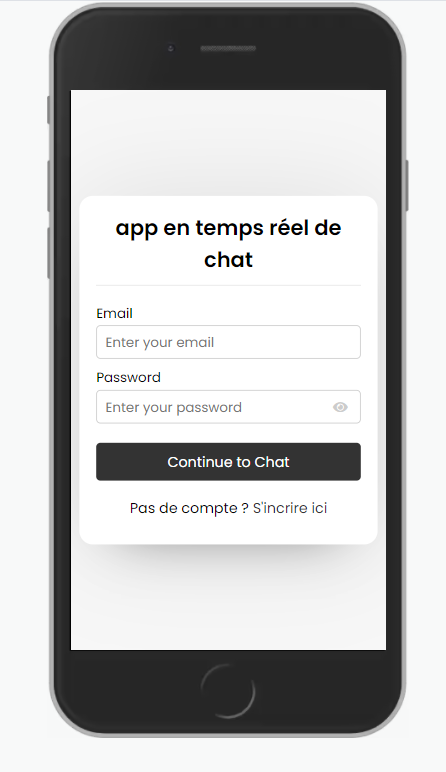 app en temps réel de
chat
Email
Enter your email
Password
Enter your password
Continue to Chat
Pas de compte ? S'incrire ici